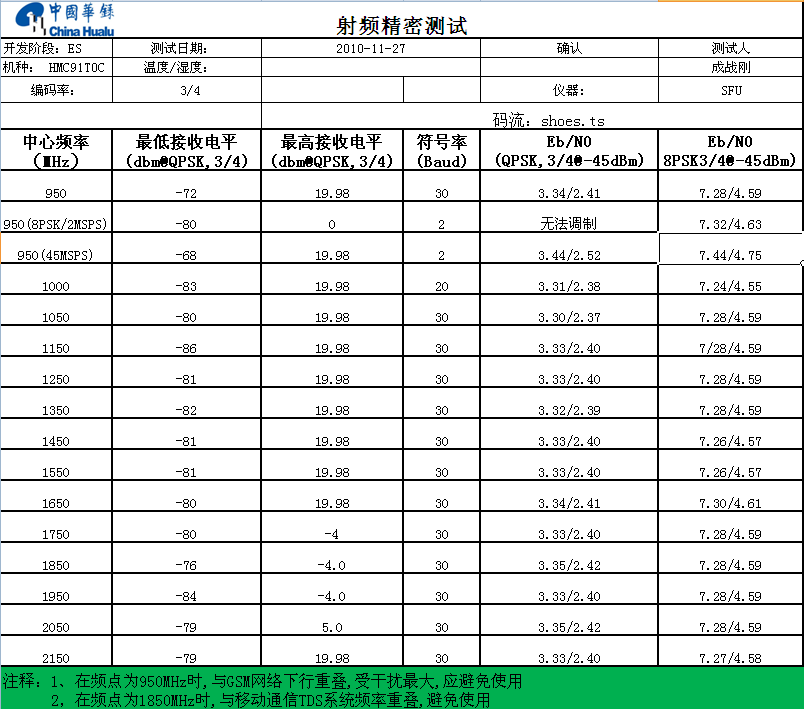 中國華錄
China Hualu
射频精密测试
开发阶段: ES 测试日期: 2010-11-27 确认 测试人
机种: HMC91T0C 温度/湿度: 成战刚
编码率: 3/4 仪器: SFU
码流: shoes.ts
中心频率 最低接收电平 最高接收电平 符号率 Eb/N0 Eb/N0
(MHz) (dbm@QPSK,3/4) (dbm@QPSK,3/4) (Baud) (QPSK,3/4@-45dBm) 8PSK3/4@-45dBm)
950 -72 19.98 30 3.34/2.41 7.28/4.59
950(8PSK/2MSPS) -80 0 2 无法调制 7.32/4.63
950(45MSPS) -68 19.98 2 3.44/2.52 7.44/4.75
1000 -83 19.98 20 3.31/2.38 7.24/4.55
1050 -80 19.98 30 3.30/2.37 7.28/4.59
1150 -86 19.98 30 3.33/2.40 7/28/4.59
1250 -81 19.98 30 3.33/2.40 7.28/4.59
1350 -82 19.98 30 3.32/2.39 7.28/4.59
1450 -81 19.98 30 3.33/2.40 7.26/4.57
1550 -81 19.98 30 3.33/2.40 7.26/4.57
1650 -80 19.98 30 3.34/2.41 7.30/4.61
1750 -80 -4 30 3.33/2.40 7.28/4.59
1850 -76 -4.0 30 3.35/2.42 7.28/4.59
1950 -84 -4.0 30 3.33/2.40 7.28/4.59
2050 -79 5.0 30 3.35/2.42 7.28/4.59
2150 -79 19.98 30 3.33/2.40 7.27/4.58
注释: 1、在频点为950MHz时,与GSM网络下行重叠,受干扰最大,应避免使用
2, 在频点为1850MHz时,与移动通信TDS系统频率重叠,避免使用